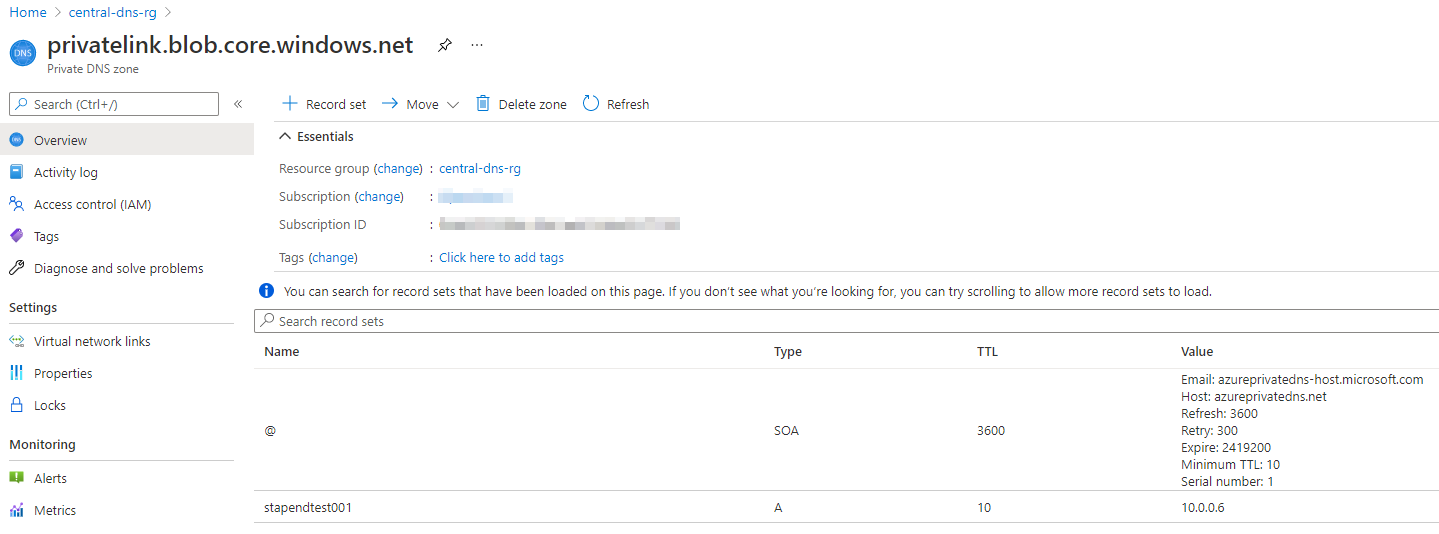 Home > central-dns-rg >
DNS
privatelink.blob.core.windows.net
Private DNS zone
Search (Ctrl+/)
«
Overview
Activity log
Access control (IAM)
Tags
Diagnose and solve problems
Settings
Virtual network links
Properties
Locks
Monitoring
Alerts
Metrics
+ Record set
Move
Delete zone
Refresh
Essentials
Resource group (change) : central-dns-rg
Subscription (change) :
Subscription ID :
Tags (change) : Click here to add tags
You can search for record sets that have been loaded on this page. If you don't see what you're looking for, you can try scrolling to allow more record sets to load.
Search record sets
Name Type TTL Value
@ SOA 3600
Email: azureprivatedns-host.microsoft.com
Host: azureprivatedns.net
Refresh: 3600
Retry: 300
Expire: 2419200
Minimum TTL: 10
Serial number: 1
stapendtest001 A 10 10.0.0.6